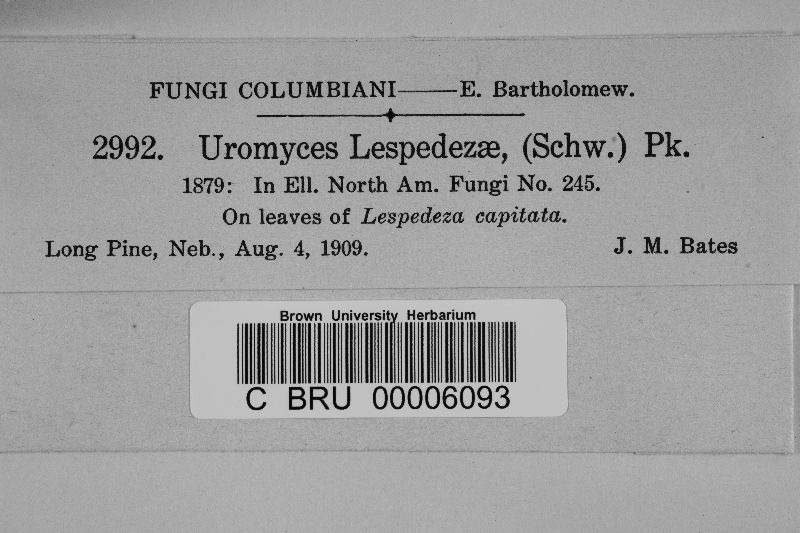 FUNGI COLUMBIANI——E. Bartholomew.
2992. Uromyces Lespedezæ, (Schw.) Pk.
1879: In Ell. North Am. Fungi No. 245.
On leaves of Lespedeza capitata.
Long Pine, Neb., Aug. 4, 1909. J. M. Bates
Brown University Herbarium
C BRU 00006093